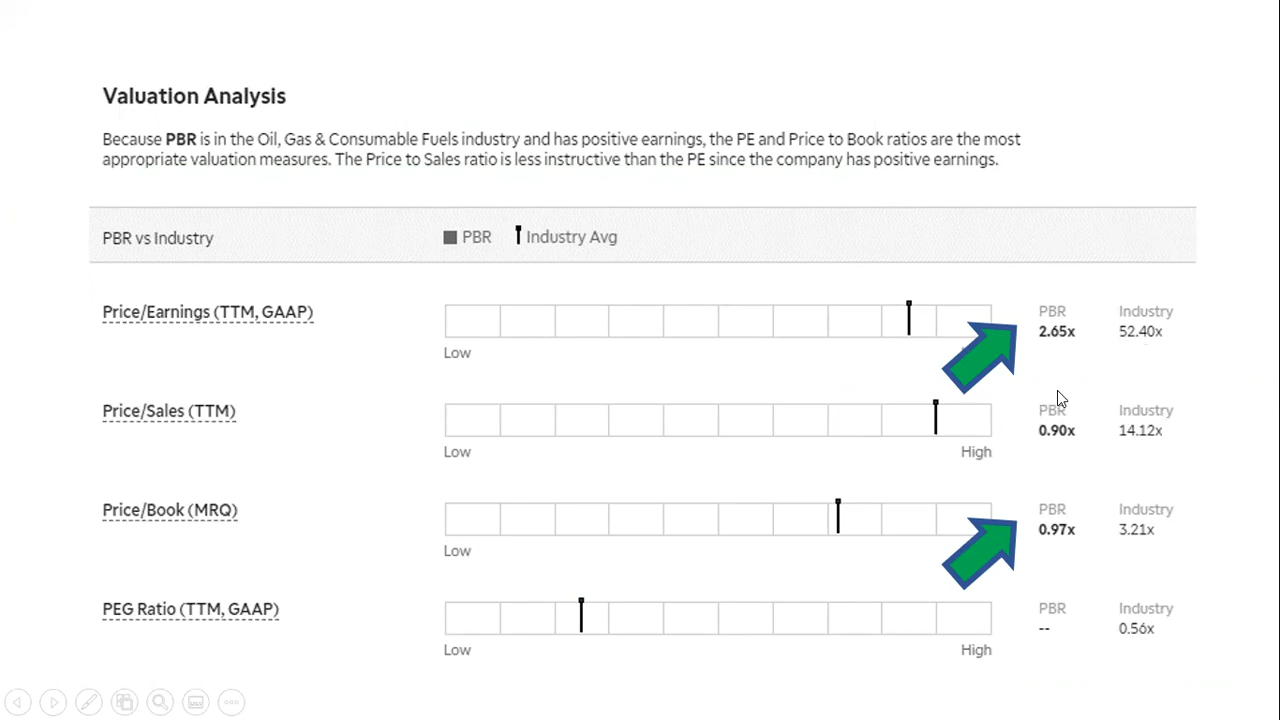 Valuation Analysis
Because PBR is in the Oil, Gas & Consumable Fuels industry and has positive earnings, the PE and Price to Book ratios are the most
appropriate valuation measures. The Price to Sales ratio is less instructive than the PE since the company has positive earnings.
PBR vs Industry PBR Industry Avg
Price/Earnings (TTM, GAAP) PBR Industry
2.65x 52.40x
Low
Price/Sales (TTM) PBR Industry
0.90x 14.12x
Low High
Price/Book (MRQ) PBR Industry
0.97x 3.21x
Low
PEG Ratio (TTM, GAAP) PBR Industry
-- 0.56x
Low High